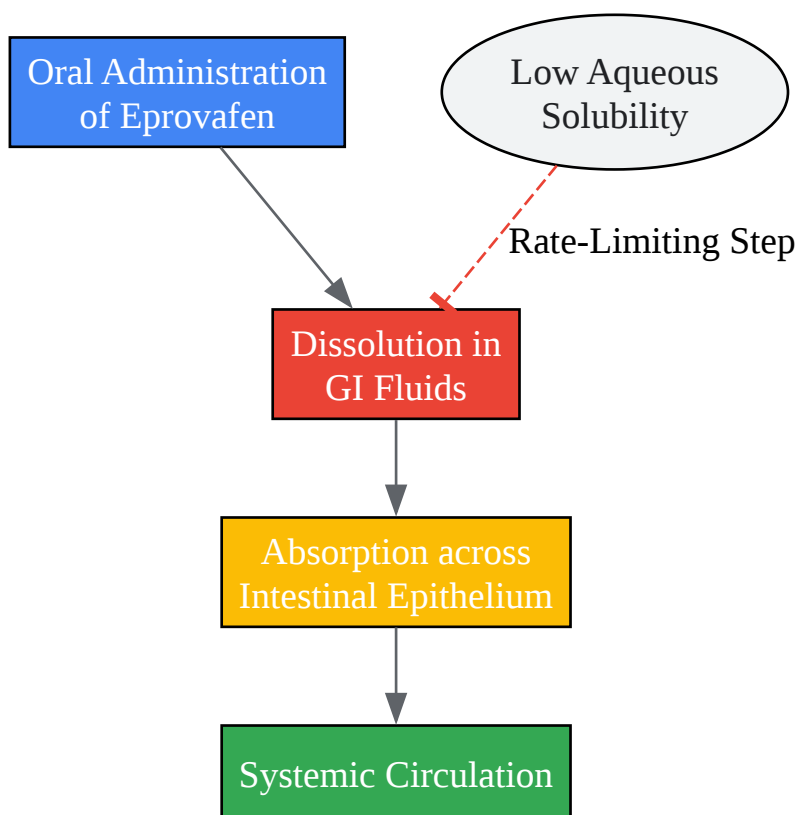 Oral Administration
of Eprovafen
Low Aqueous
Solubility
Rate-Limiting Step
Dissolution in
GI Fluids
Absorption across
Intestinal Epithelium
Systemic Circulation